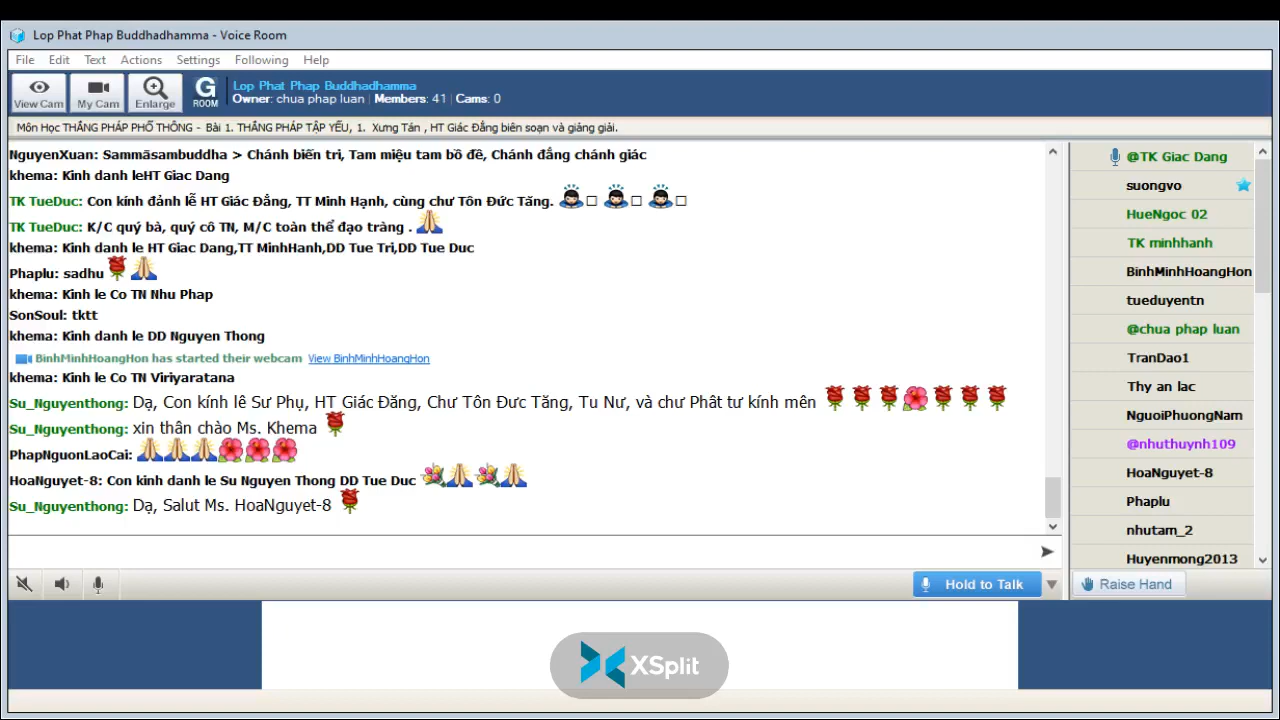 Lop Phat Phap Buddhadhamma - Voice Room
File Edit Text Actions Settings Following Help
View Cam My Cam Enlarge G ROOM
Lop Phat Phap Buddhadhamma
Owner: chua phap luan | Members: 41 | Cams: 0
Môn Học THẮNG PHÁP PHỔ THÔNG - Bài 1. THẮNG PHÁP TẬP YẾU, 1. Xưng Tán , HT Giác Đẳng biên soạn và giảng giải.
NguyenXuan: Sammāsambuddha > Chánh biến tri, Tam miệu tam bồ đề, Chánh đẳng chánh giác
khema: Kinh danh leHT Giac Dang
TK TueDuc: Con kính đảnh lễ HT Giác Đẳng, TT Minh Hạnh, cùng chư Tôn Đức Tăng.
TK TueDuc: K/C quý bà, quý cô TN, M/C toàn thể đạo tràng .
khema: Kinh danh le HT Giac Dang,TT MinhHanh,DD Tue Tri,DD Tue Duc
Phaplu: sadhu
khema: Kinh le Co TN Nhu Phap
SonSoul: tktt
khema: Kinh danh le DD Nguyen Thong
BinhMinhHoangHon has started their webcam View BinhMinhHoangHon
khema: Kinh le Co TN Viriyaratana
Su_Nguyenthong: Dạ, Con kính lê Sư Phụ, HT Giác Đăng, Chư Tôn Đưc Tăng, Tu Nư, và chư Phât tư kính mên
Su_Nguyenthong: xin thân chào Ms. Khema
PhapNguonLaoCai:
HoaNguyet-8: Con kinh danh le Su Nguyen Thong DD Tue Duc
Su_Nguyenthong: Dạ, Salut Ms. HoaNguyet-8
Hold to Talk
@TK Giac Dang
suongvo
HueNgoc 02
TK minhhanh
BinhMinhHoangHon
tueduyentn
@chua phap luan
TranDao1
Thy an lac
NguoiPhuongNam
@nhuthuynh109
HoaNguyet-8
Phaplu
nhutam_2
Huyenmong2013
Raise Hand
XSplit